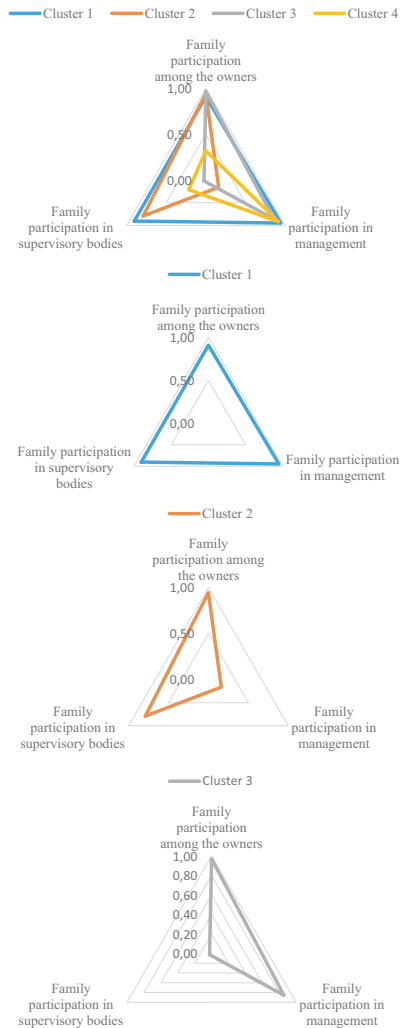 Cluster 1 Cluster 2 Cluster 3 Cluster 4
Family
participation
among the owners
1,00
0,50
0,00
Family
participation in
supervisory bodies
Family
participation in
management
Cluster 1
Family participation
among the owners
1,00
0,50
0,00
Family participation
in supervisory
bodies
Family participation
in management
Cluster 2
Family
participation among
the owners
1,00
0,50
0,00
Family
participation in
supervisory bodies
Family
participation in
management
Cluster 3
Family
participation
among the owners
1,00
0,80
0,60
0,40
0,20
0,00
Family
participation in
supervisory bodies
Family
participation in
management